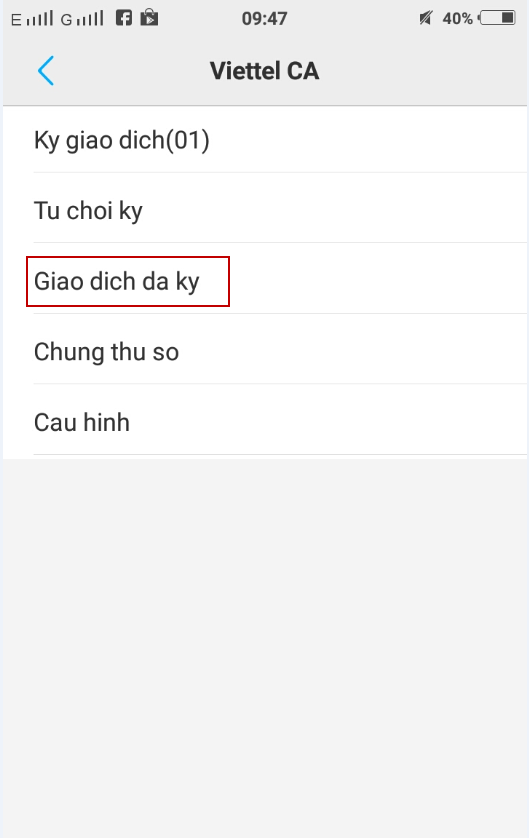 E G 09:47 40%
Viettel CA
Ky giao dich(01)
Tu choi ky
Giao dich da ky
Chung thu so
Cau hinh